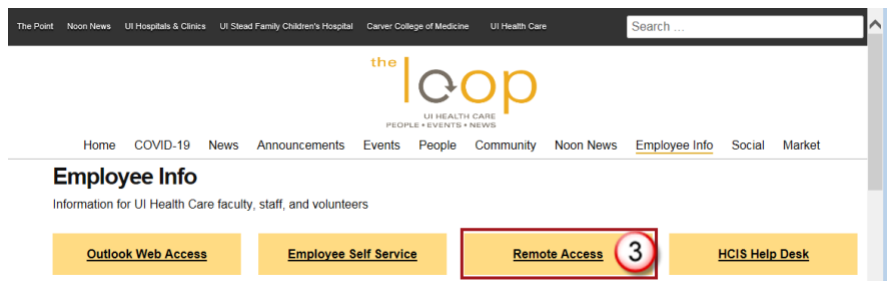 The Point Noon News UI Hospitals & Clinics UI Stead Family Children's Hospital Carver College of Medicine UI Health Care Search ...
the
loop
UI HEALTH CARE
PEOPLE • EVENTS • NEWS
Home COVID-19 News Announcements Events People Community Noon News Employee Info Social Market
Employee Info
Information for UI Health Care faculty, staff, and volunteers
Outlook Web Access Employee Self Service Remote Access 3 HCIS Help Desk